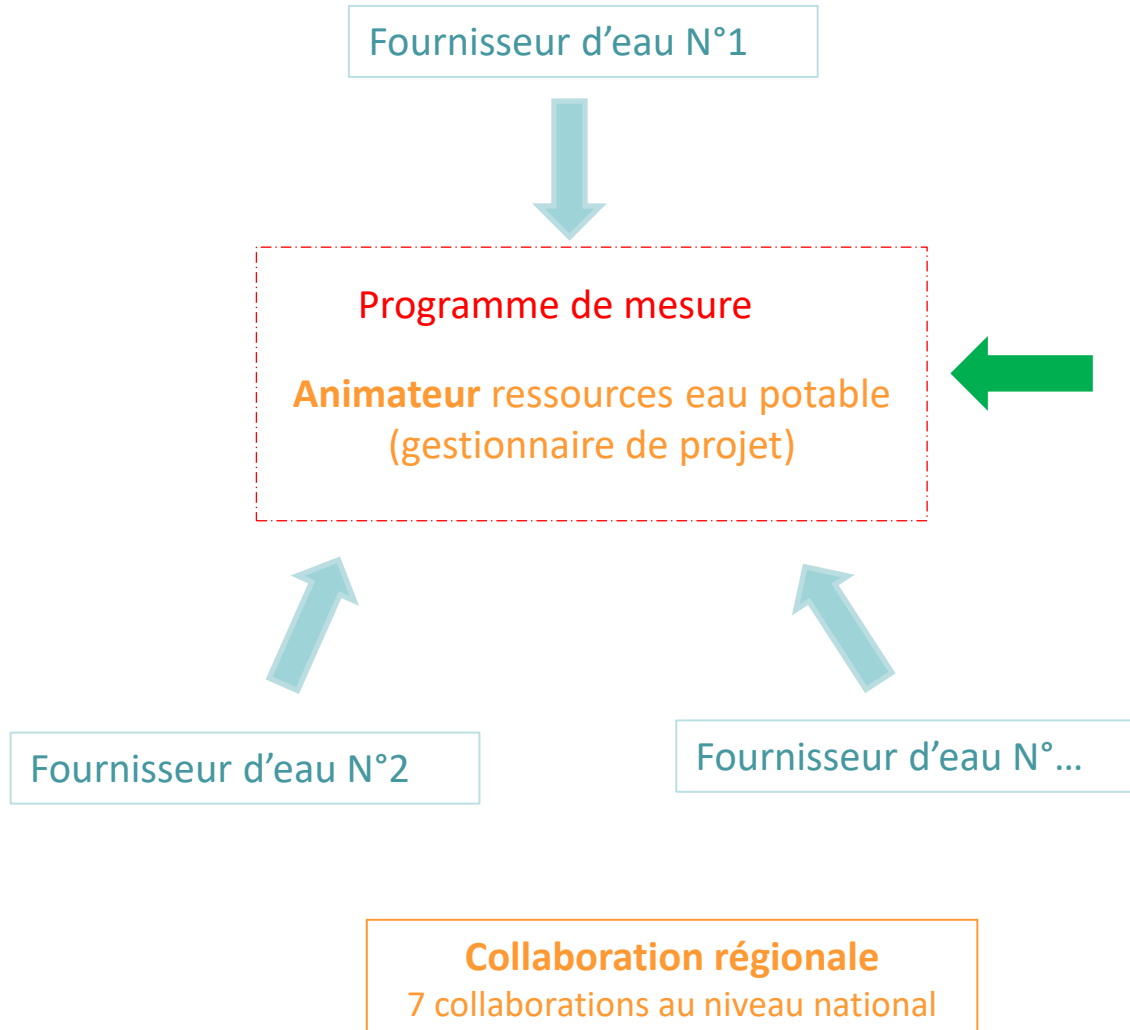 Fournisseur d’eau N°1
Programme de mesure
Animateur ressources eau potable
(gestionnaire de projet)
Fournisseur d’eau N°2
Fournisseur d’eau N°…
Collaboration régionale
7 collaborations au niveau national